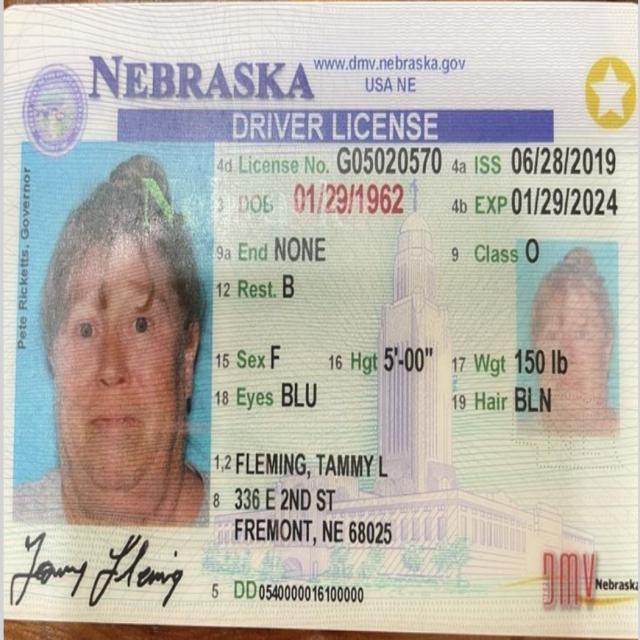 NEBRASKA
www.dmv.nebraska.gov
USA NE
DRIVER LICENSE
Pete Ricketts, Governor
4d License No. G05020570 4a ISS 06/28/2019
3 DOB 01/29/1962 4b EXP 01/29/2024
9a End NONE 9 Class O
12 Rest. B
15 Sex F 16 Hgt 5'-00" 17 Wgt 150 lb
18 Eyes BLU 19 Hair BLN
1,2 FLEMING, TAMMY L
8 336 E 2ND ST
FREMONT, NE 68025
Tammy Fleming
5 DD 0540000016100000
DMV Nebraska